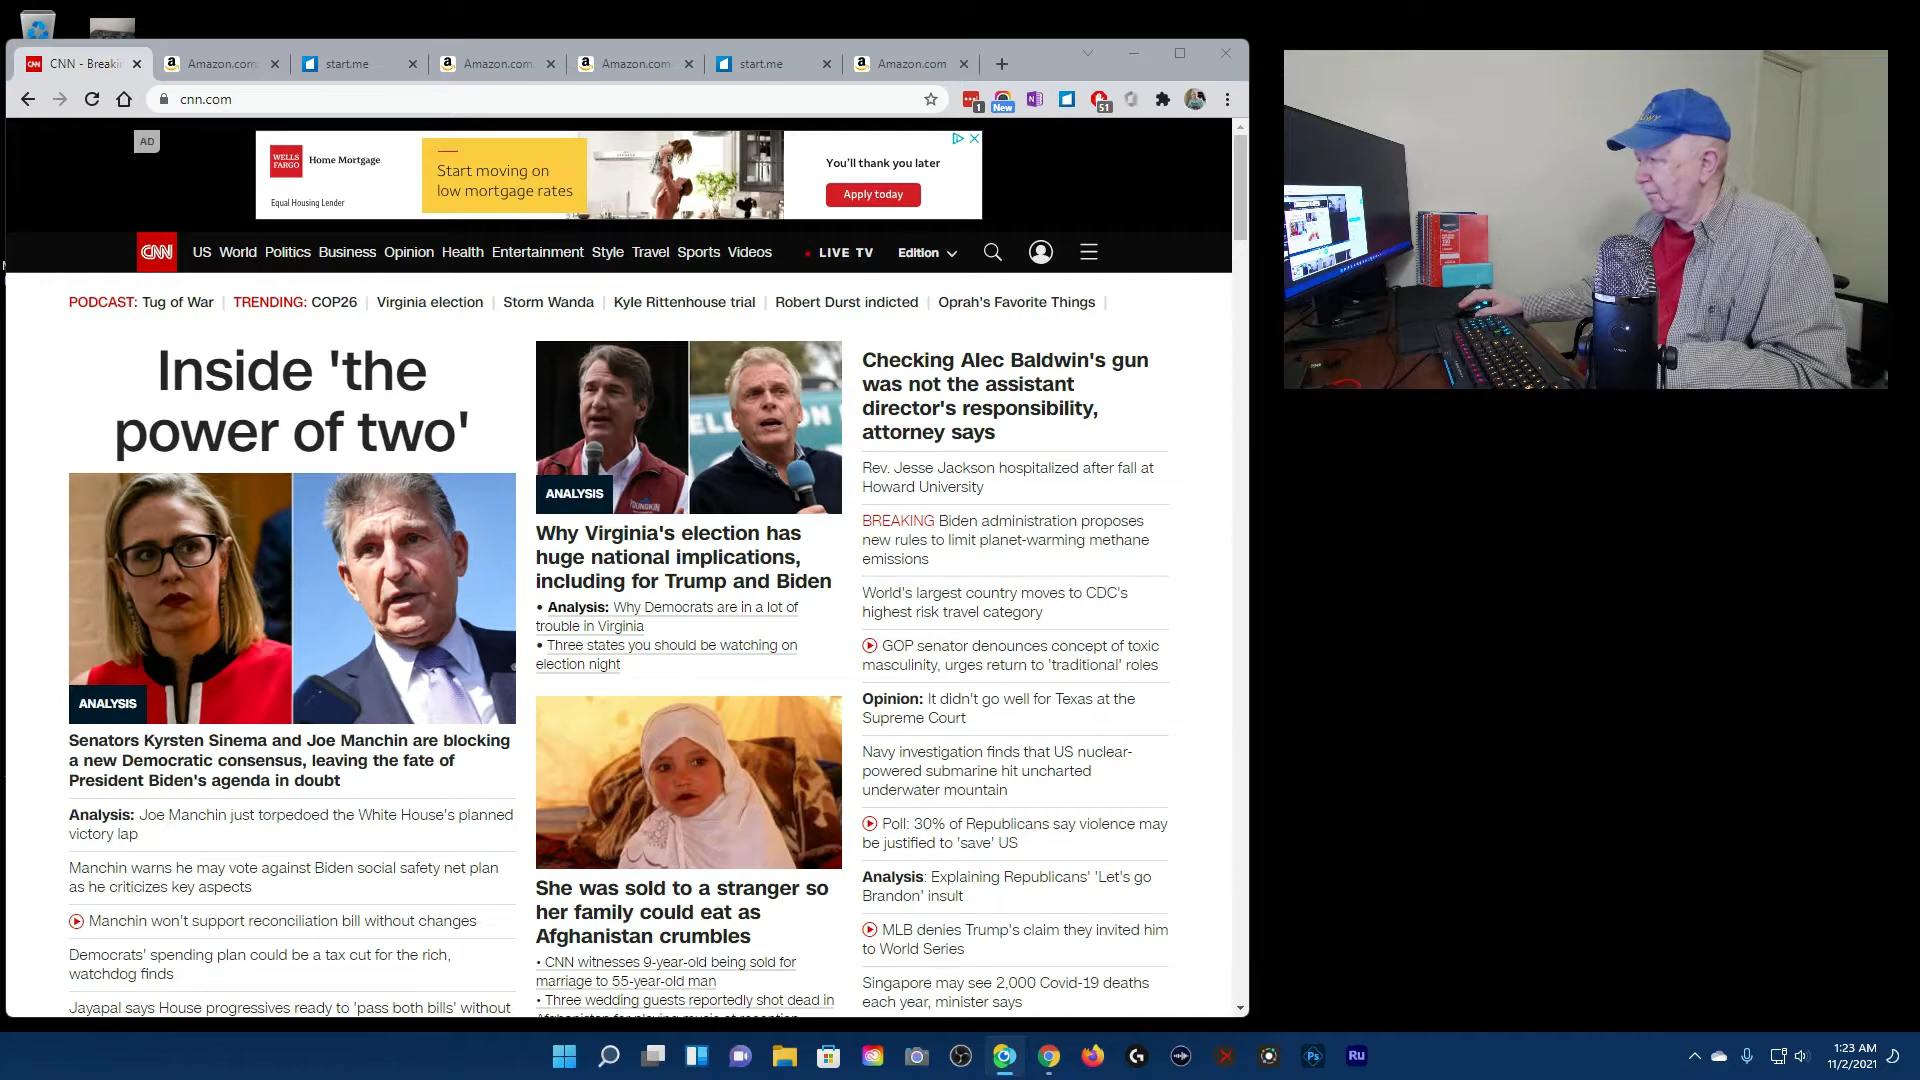 CNN - Breakin
Amazon.com
start.me
Amazon.com
Amazon.com
start.me
Amazon.com
cnn.com
1
New
51
AD
WELLS FARGO
Home Mortgage
Equal Housing Lender
Start moving on
low mortgage rates
You'll thank you later
Apply today
CNN
US World Politics Business Opinion Health Entertainment Style Travel Sports Videos
LIVE TV
Edition
PODCAST: Tug of War
TRENDING: COP26
Virginia election
Storm Wanda
Kyle Rittenhouse trial
Robert Durst indicted
Oprah's Favorite Things
Inside 'the
power of two'
ANALYSIS
Senators Kyrsten Sinema and Joe Manchin are blocking
a new Democratic consensus, leaving the fate of
President Biden's agenda in doubt
Analysis: Joe Manchin just torpedoed the White House's planned
victory lap
Manchin warns he may vote against Biden social safety net plan
as he criticizes key aspects
Manchin won't support reconciliation bill without changes
Democrats' spending plan could be a tax cut for the rich,
watchdog finds
Jayapal says House progressives ready to 'pass both bills' without
YOUNGKIN
ANALYSIS
Why Virginia's election has
huge national implications,
including for Trump and Biden
• Analysis: Why Democrats are in a lot of
trouble in Virginia
• Three states you should be watching on
election night
She was sold to a stranger so
her family could eat as
Afghanistan crumbles
• CNN witnesses 9-year-old being sold for
marriage to 55-year-old man
• Three wedding guests reportedly shot dead in
Afghanistan for playing music at reception
Checking Alec Baldwin's gun
was not the assistant
director's responsibility,
attorney says
Rev. Jesse Jackson hospitalized after fall at
Howard University
BREAKING Biden administration proposes
new rules to limit planet-warming methane
emissions
World's largest country moves to CDC's
highest risk travel category
GOP senator denounces concept of toxic
masculinity, urges return to 'traditional' roles
Opinion: It didn't go well for Texas at the
Supreme Court
Navy investigation finds that US nuclear-
powered submarine hit uncharted
underwater mountain
Poll: 30% of Republicans say violence may
be justified to 'save' US
Analysis: Explaining Republicans' 'Let's go
Brandon' insult
MLB denies Trump's claim they invited him
to World Series
Singapore may see 2,000 Covid-19 deaths
each year, minister says
Ps
Ru
1:23 AM
11/2/2021